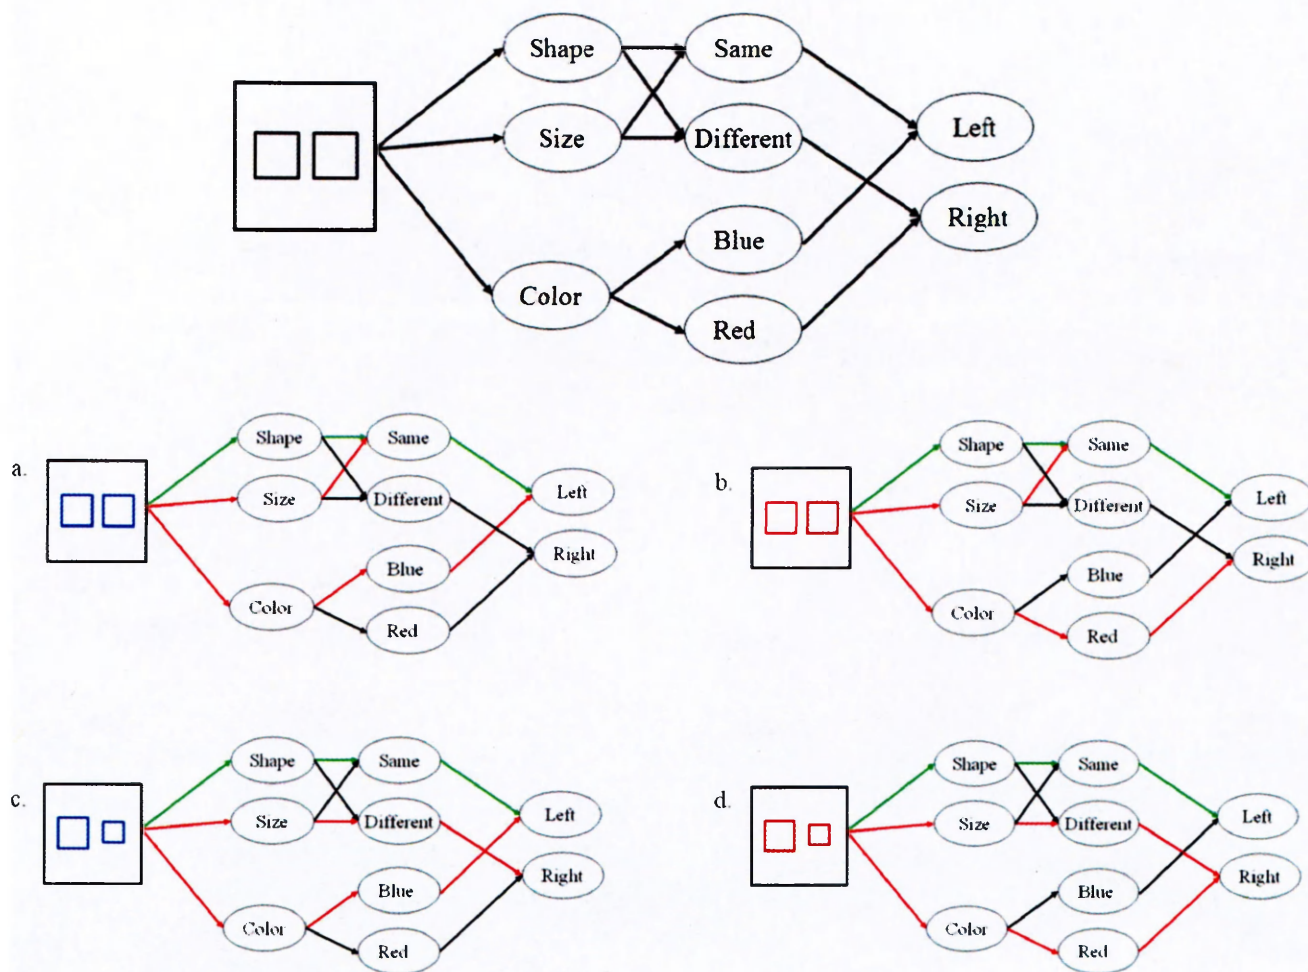 Shape
Same
Size
Different
Left
Right
Blue
Color
Red
a.
Shape
Same
Size
Different
Left
Right
Blue
Color
Red
b.
Shape
Same
Size
Different
Left
Right
Blue
Color
Red
c.
Shape
Same
Size
Different
Left
Right
Blue
Color
Red
d.
Shape
Same
Size
Different
Left
Right
Blue
Color
Red